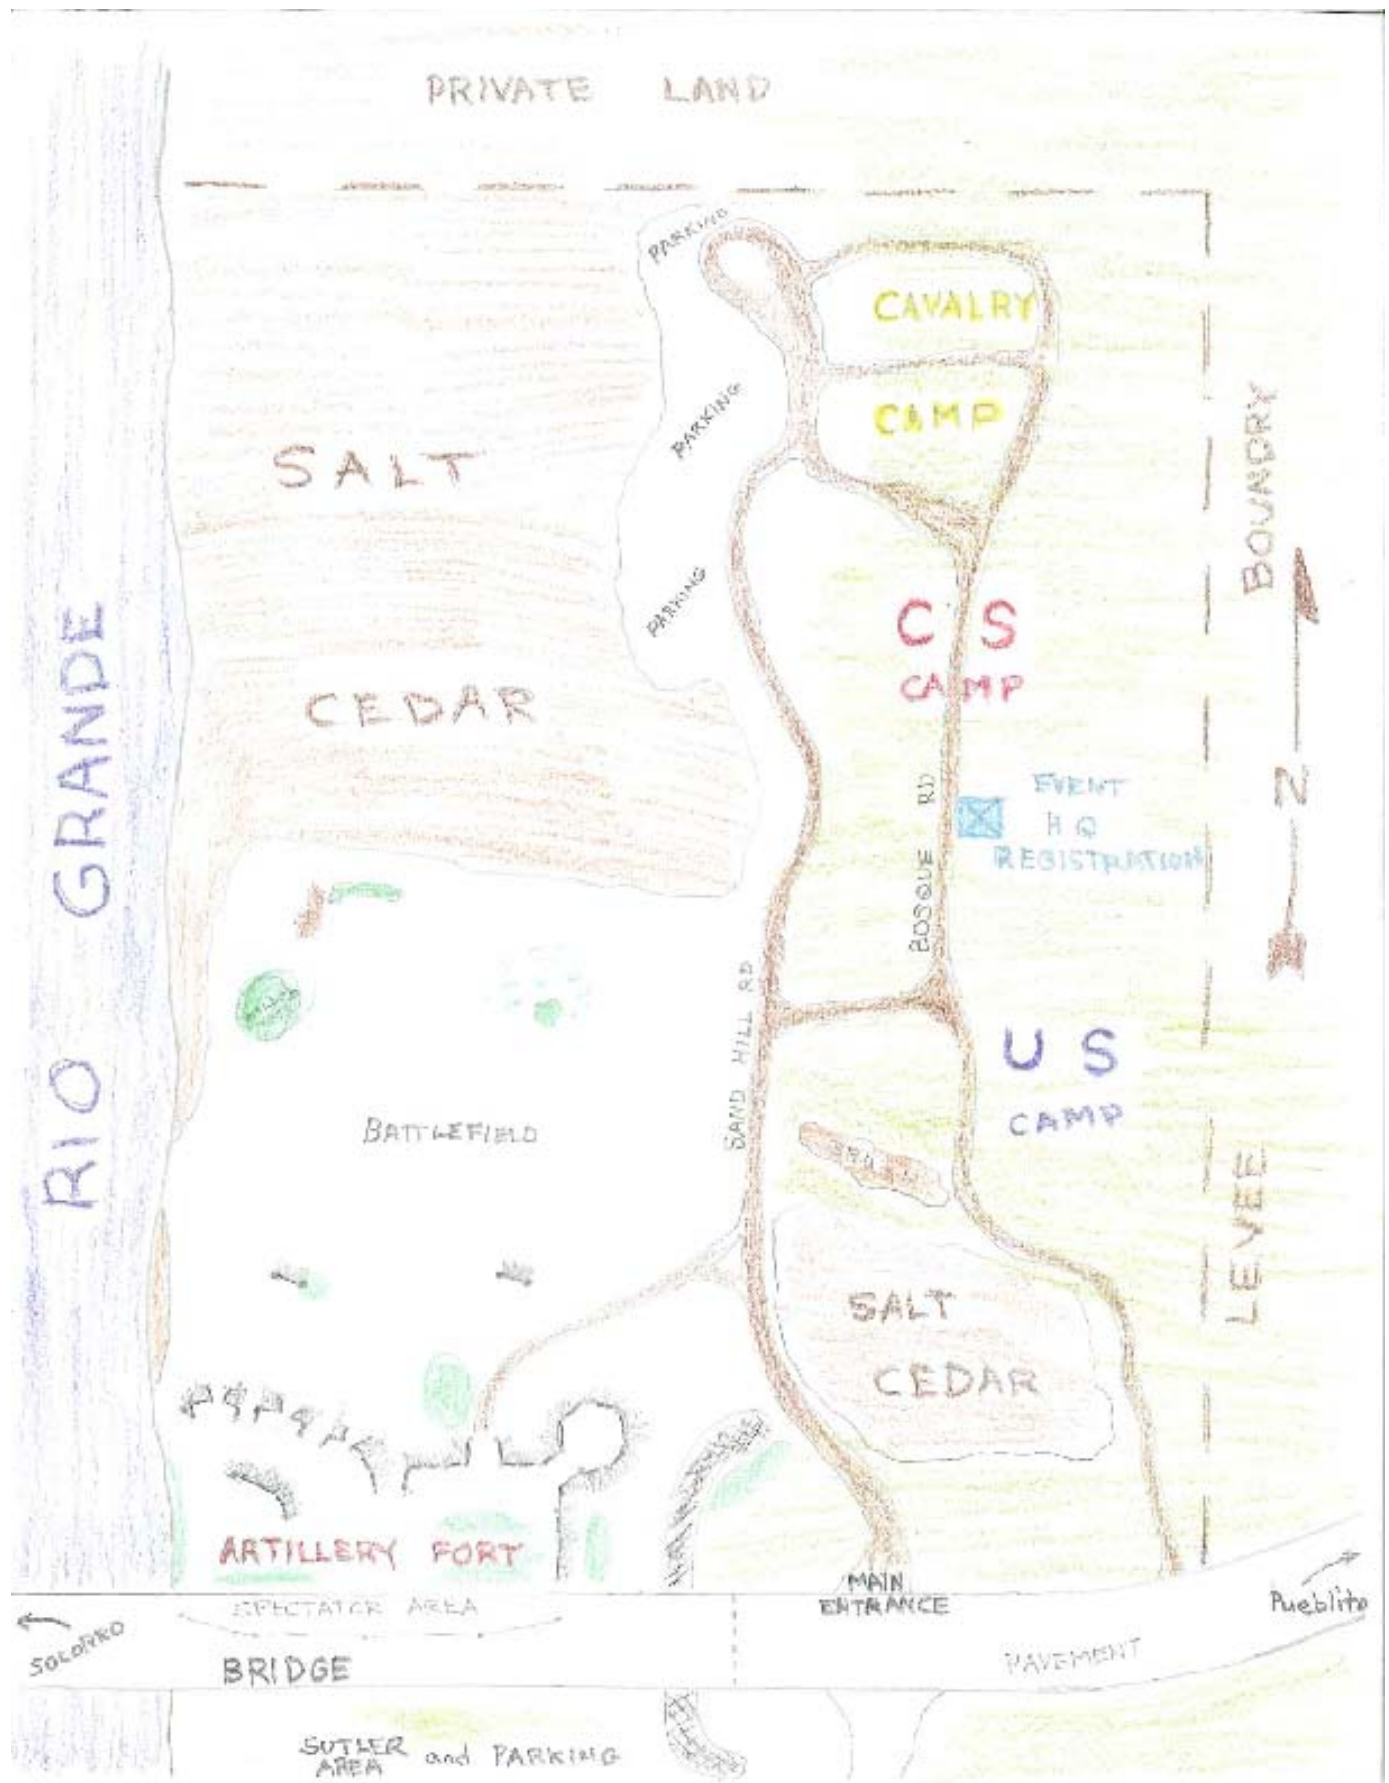 PRIVATE LAND
PARKING
CAVALRY
CAMP
PARKING
SALT
CEDAR
PARKING
BOUNDRY
C S
CAMP
N
RIO GRANDE
BOSQUE RD
EVENT
HQ
REGISTRATION
SAND HILL RD
U S
CAMP
BATTLEFIELD
LEVEE
SALT
CEDAR
ARTILLERY FORT
MAIN
ENTRANCE
SPECTATOR AREA
Pueblito
SOCORRO
BRIDGE
PAVEMENT
SUTLER
AREA
and PARKING